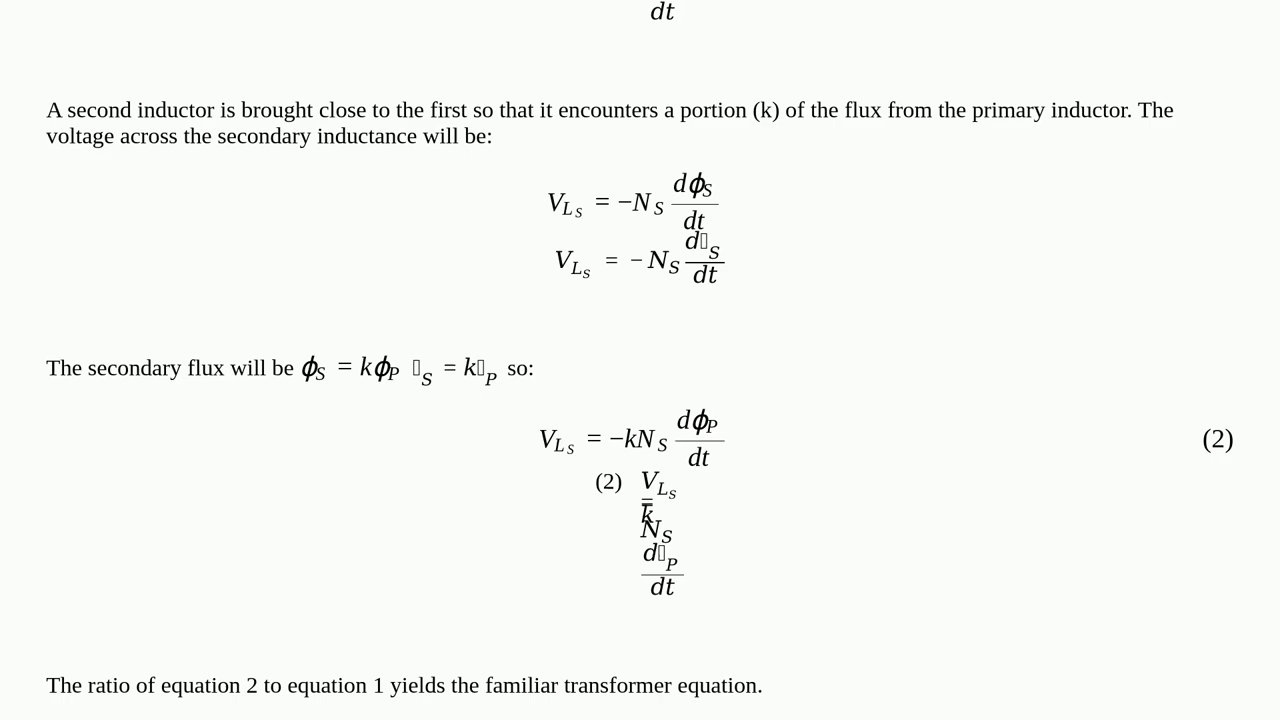 dt
A second inductor is brought close to the first so that it encounters a portion (k) of the flux from the primary inductor. The
voltage across the secondary inductance will be:
V_{L_S} = −N_S dϕ_S/dt
V_{L_S} = −N_S d▯_S/dt
The secondary flux will be ϕ_S = kϕ_P ▯_S = k▯_P so:
V_{L_S} = −kN_S dϕ_P/dt (2)
(2) V_{L_S}
=
k
N_S
d▯_P/dt
The ratio of equation 2 to equation 1 yields the familiar transformer equation.